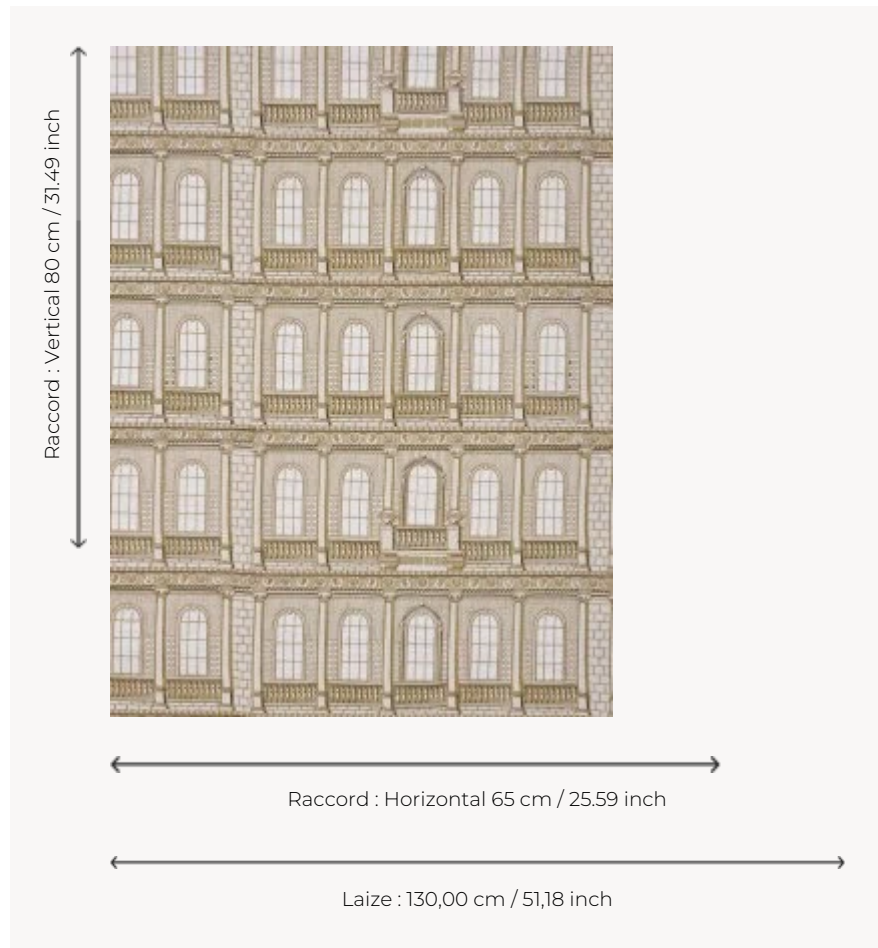 Raccord : Vertical 80 cm / 31.49 inch
Raccord : Horizontal 65 cm / 25.59 inch
Laize : 130,00 cm / 51,18 inch